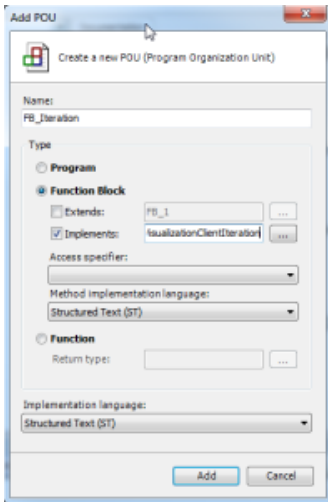 Add POU
Create a new POU (Program Organization Unit)
Name:
FB_Iteration
Type
Program
Function Block
Extends: FB_1 ...
Implements: isualizationClientIteration ...
Access specifier:
Method implementation language:
Structured Text (ST)
Function
Return type: ...
Implementation language:
Structured Text (ST)
Add Cancel